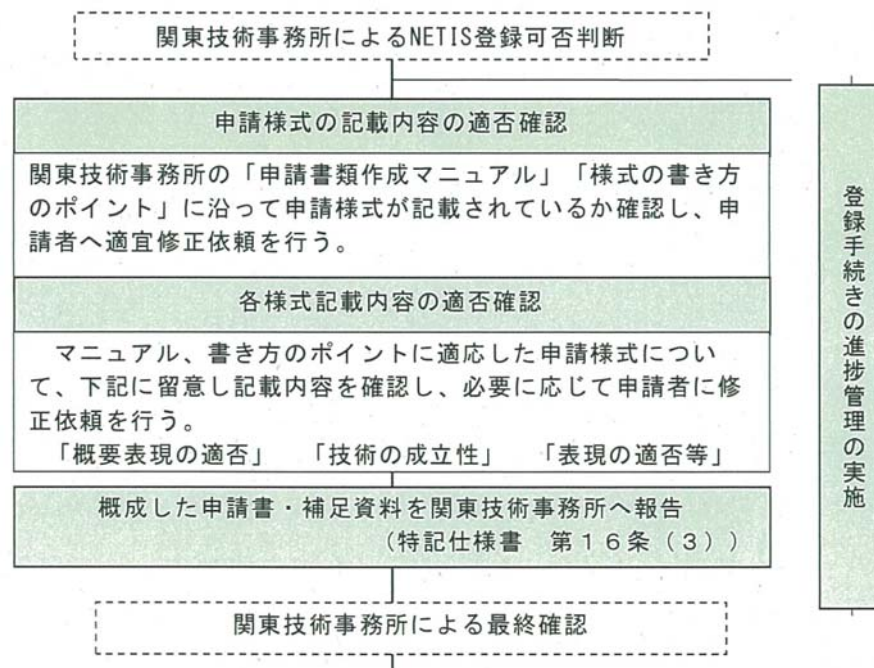 関東技術事務所によるNETIS登録可否判断
申請様式の記載内容の適否確認
関東技術事務所の「申請書類作成マニュアル」「様式の書き方
のポイント」に沿って申請様式が記載されているか確認し、申
請者へ適宜修正依頼を行う。
各様式記載内容の適否確認
マニュアル、書き方のポイントに適応した申請様式につい
て、下記に留意し記載内容を確認し、必要に応じて申請者に修
正依頼を行う。
「概要表現の適否」 「技術の成立性」 「表現の適否等」
概成した申請書・補足資料を関東技術事務所へ報告
(特記仕様書 第16条(3))
関東技術事務所による最終確認
登録手続きの進捗管理の実施